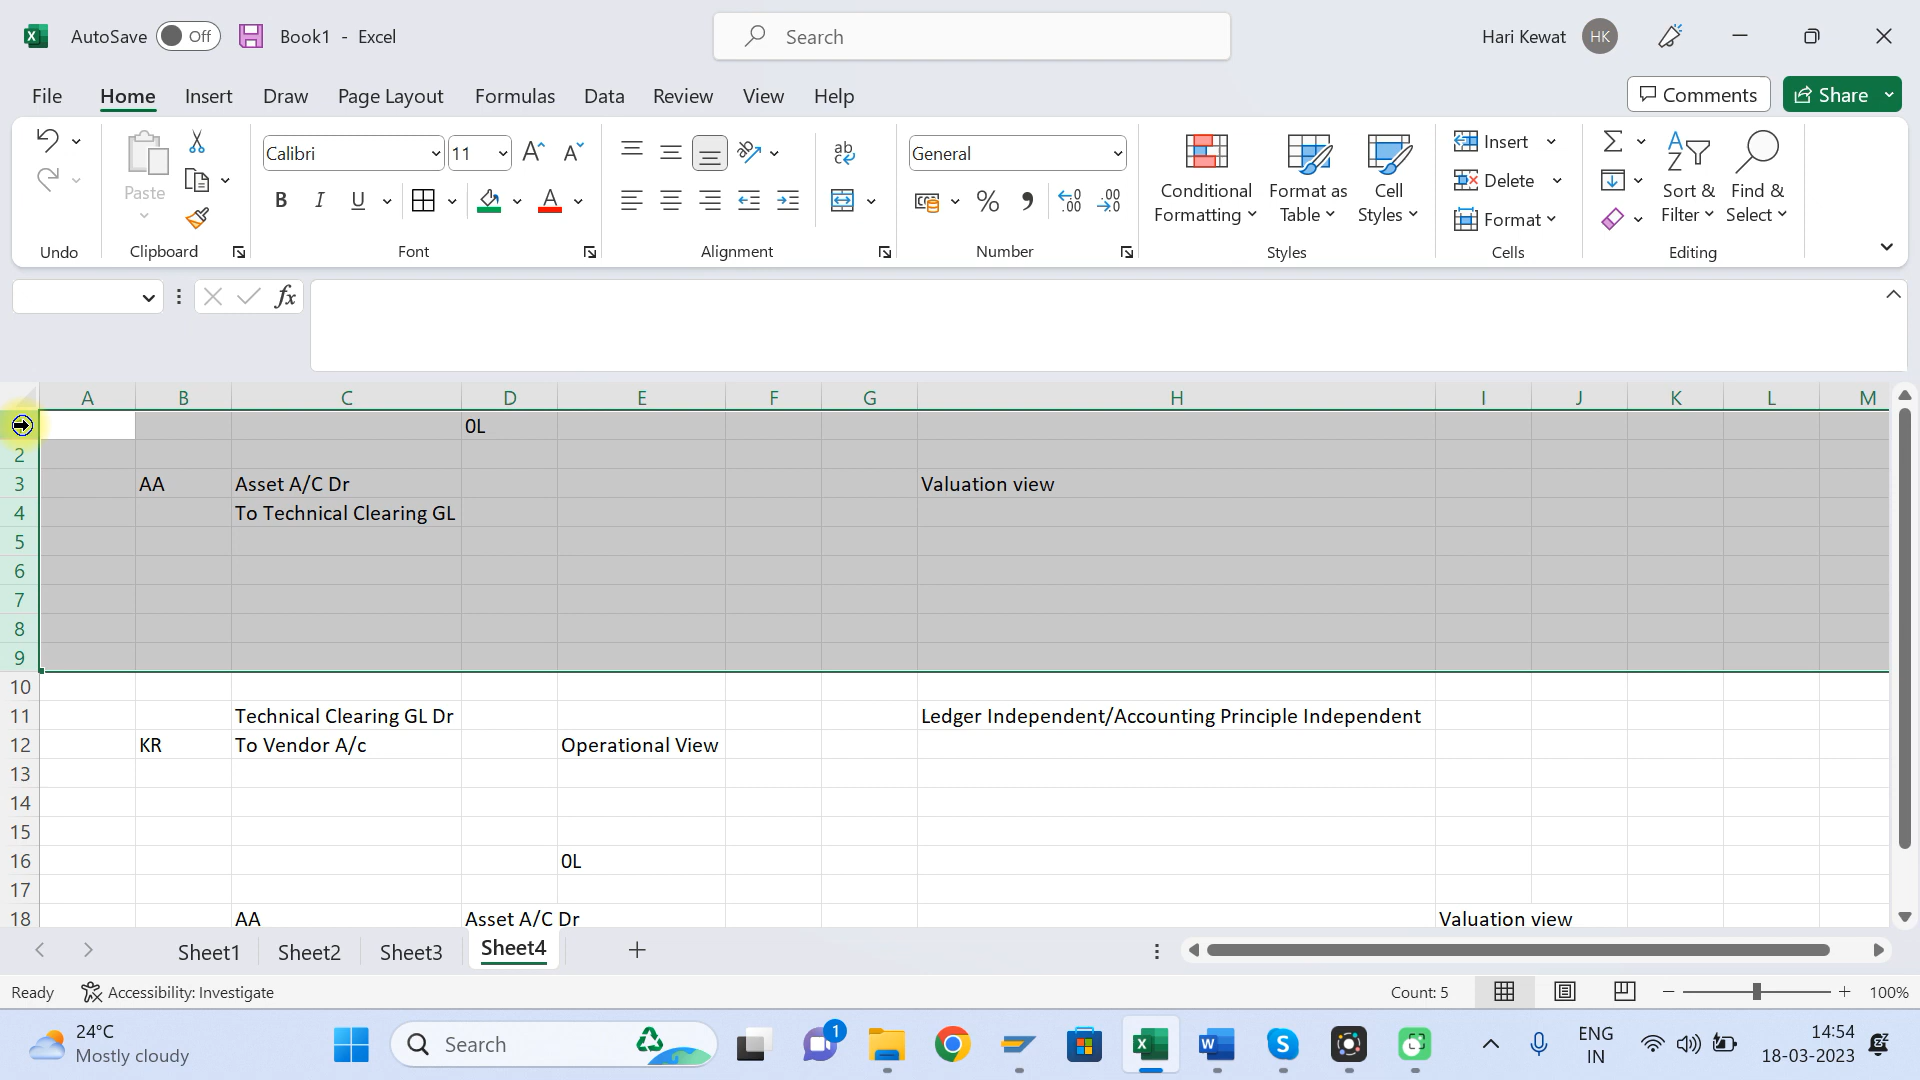 AutoSave Off Book1 - Excel Search Hari Kewat HK
File Home Insert Draw Page Layout Formulas Data Review View Help Comments Share
Calibri 11 General Insert
Paste Conditional Formatting Format as Table Cell Styles Delete Sort & Filter Find & Select
Format
Undo Clipboard Font Alignment Number Styles Cells Editing
A B C D E F G H I J K L M
0L
2
3 AA Asset A/C Dr Valuation view
4 To Technical Clearing GL
5
6
7
8
9
10
11 Technical Clearing GL Dr Ledger Independent/Accounting Principle Independent
12 KR To Vendor A/c Operational View
13
14
15
16 0L
17
18 AA Asset A/C Dr Valuation view
Sheet1 Sheet2 Sheet3 Sheet4
Ready Accessibility: Investigate Count: 5 100%
24°C
Mostly cloudy
Search
1
ENG
IN
14:54
18-03-2023